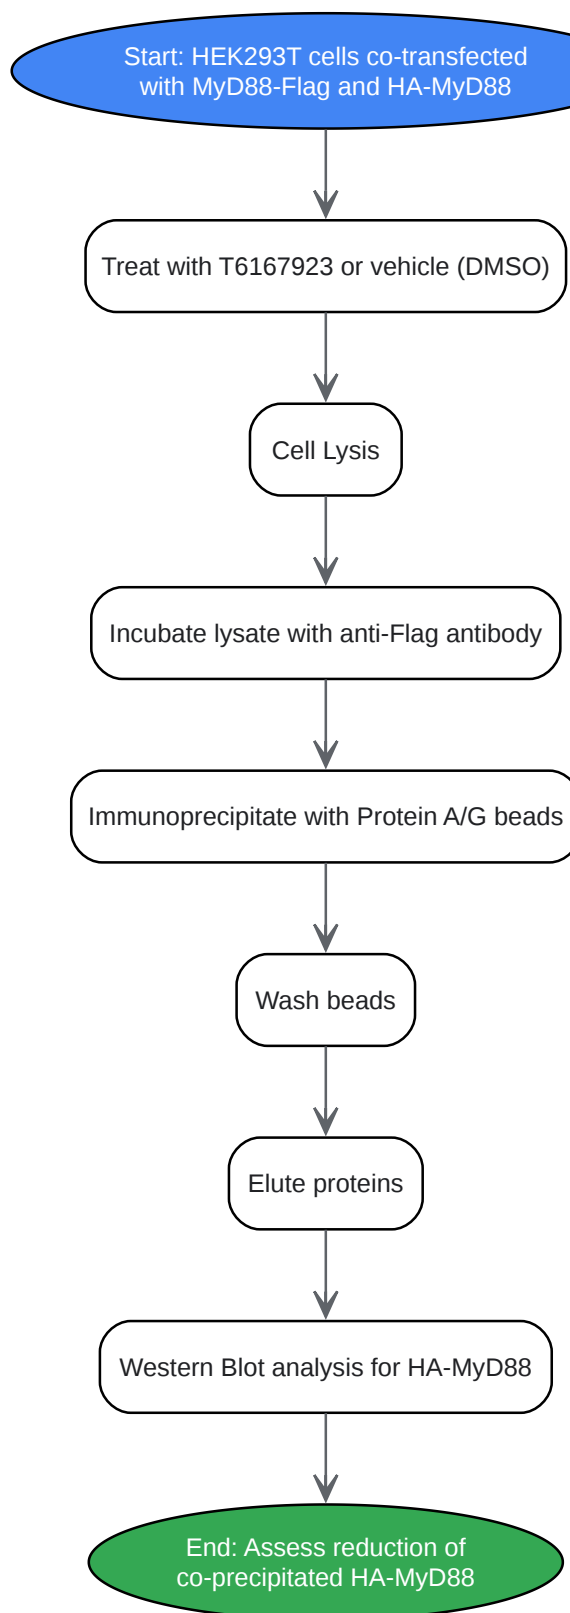 Start: HEK293T cells co-transfected
with MyD88-Flag and HA-MyD88
Treat with T6167923 or vehicle (DMSO)
Cell Lysis
Incubate lysate with anti-Flag antibody
Immunoprecipitate with Protein A/G beads
Wash beads
Elute proteins
Western Blot analysis for HA-MyD88
End: Assess reduction of
co-precipitated HA-MyD88